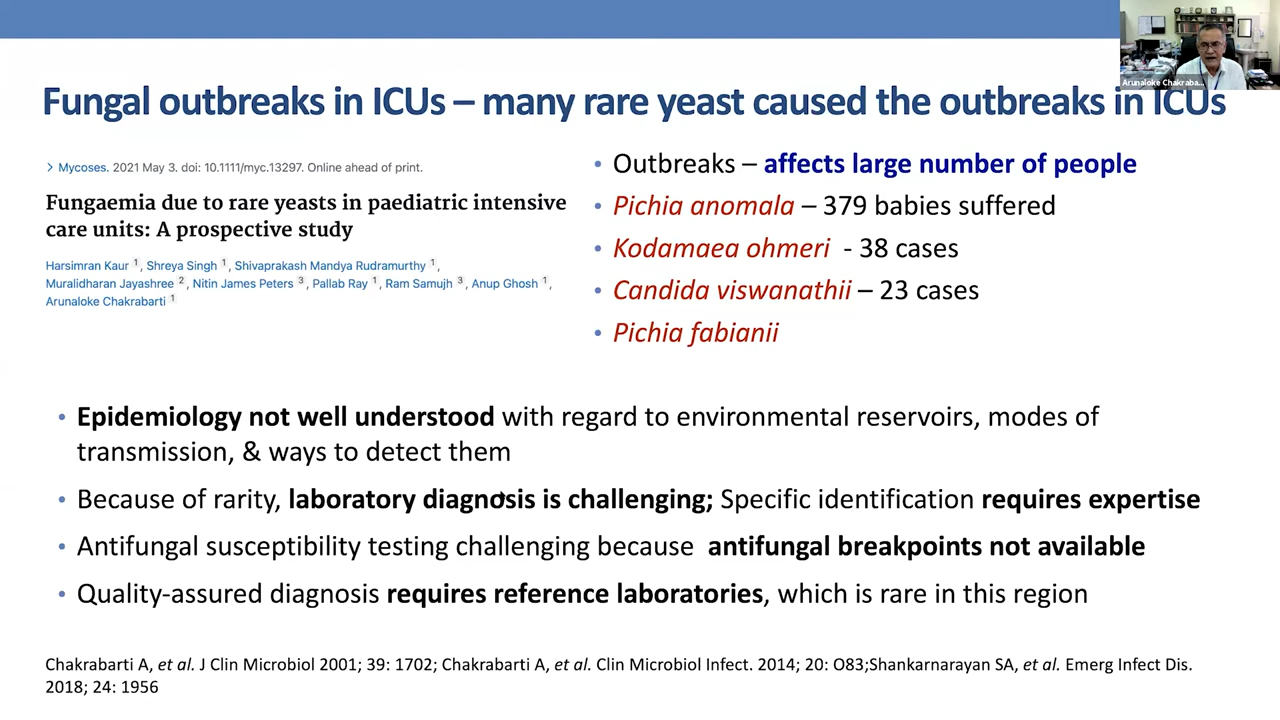 Arunaloke Chakraba...
Fungal outbreaks in ICUs – many rare yeast caused the outbreaks in ICUs
> Mycoses. 2021 May 3. doi: 10.1111/myc.13297. Online ahead of print.
Fungaemia due to rare yeasts in paediatric intensive
care units: A prospective study
Harsimran Kaur 1, Shreya Singh 1, Shivaprakash Mandya Rudramurthy 1,
Muralidharan Jayashree 2, Nitin James Peters 3, Pallab Ray 1, Ram Samujh 3, Anup Ghosh 1,
Arunaloke Chakrabarti 1
• Outbreaks – affects large number of people
• Pichia anomala – 379 babies suffered
• Kodamaea ohmeri - 38 cases
• Candida viswanathii – 23 cases
• Pichia fabianii
• Epidemiology not well understood with regard to environmental reservoirs, modes of
transmission, & ways to detect them
• Because of rarity, laboratory diagnosis is challenging; Specific identification requires expertise
• Antifungal susceptibility testing challenging because antifungal breakpoints not available
• Quality-assured diagnosis requires reference laboratories, which is rare in this region
Chakrabarti A, et al. J Clin Microbiol 2001; 39: 1702; Chakrabarti A, et al. Clin Microbiol Infect. 2014; 20: O83;Shankarnarayan SA, et al. Emerg Infect Dis.
2018; 24: 1956